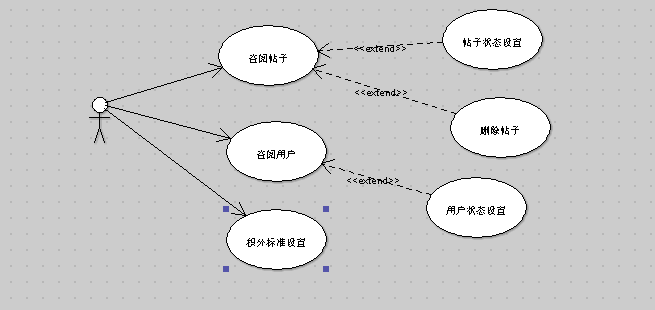 帖子状态设置
<<extend>>
查阅帖子
<<extend>>
删除帖子
查阅用户
<<extend>>
用户状态设置
积分标准设置